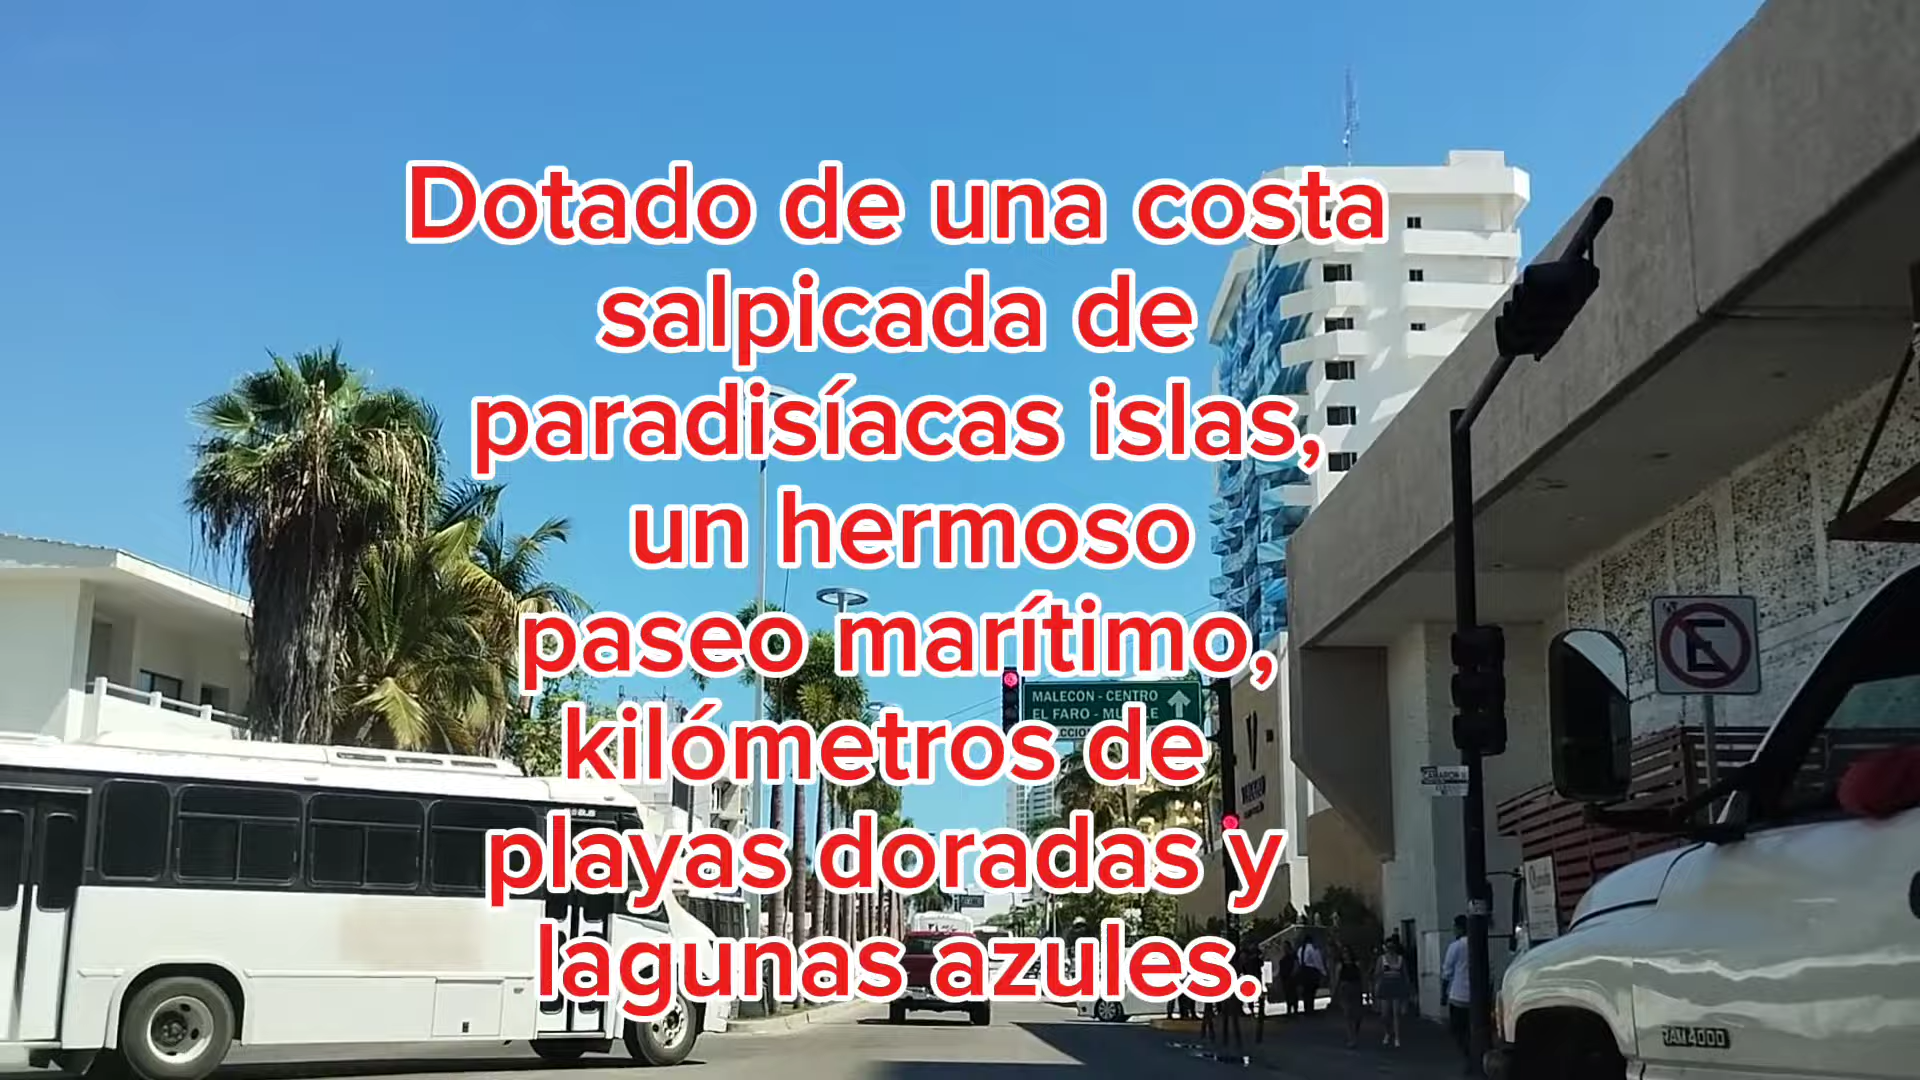 Dotado de una costa
salpicada de
paradisíacas islas,
un hermoso
paseo marítimo,
kilómetros de
playas doradas y
lagunas azules.
MALECON - CENTRO
EL FARO -
E
RAM 4000